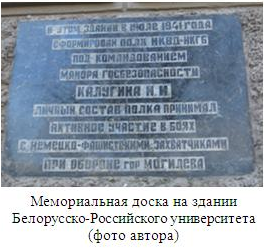 В ЭТОМ ЗДАНИИ В ИЮЛЕ 1941 ГОДА
СФОРМИРОВАН ПОЛК НКВД-НКГБ
ПОД КОМАНДОВАНИЕМ
МАЙОРА ГОСБЕЗОПАСНОСТИ
КАЛУГИНА Н.И.
ЛИЧНЫЙ СОСТАВ ПОЛКА ПРИНИМАЛ
АКТИВНОЕ УЧАСТИЕ В БОЯХ
С НЕМЕЦКО-ФАШИСТСКИМИ ЗАХВАТЧИКАМИ
ПРИ ОБОРОНЕ ГОР МОГИЛЕВА
Мемориальная доска на здании
Белорусско-Российского университета
(фото автора)